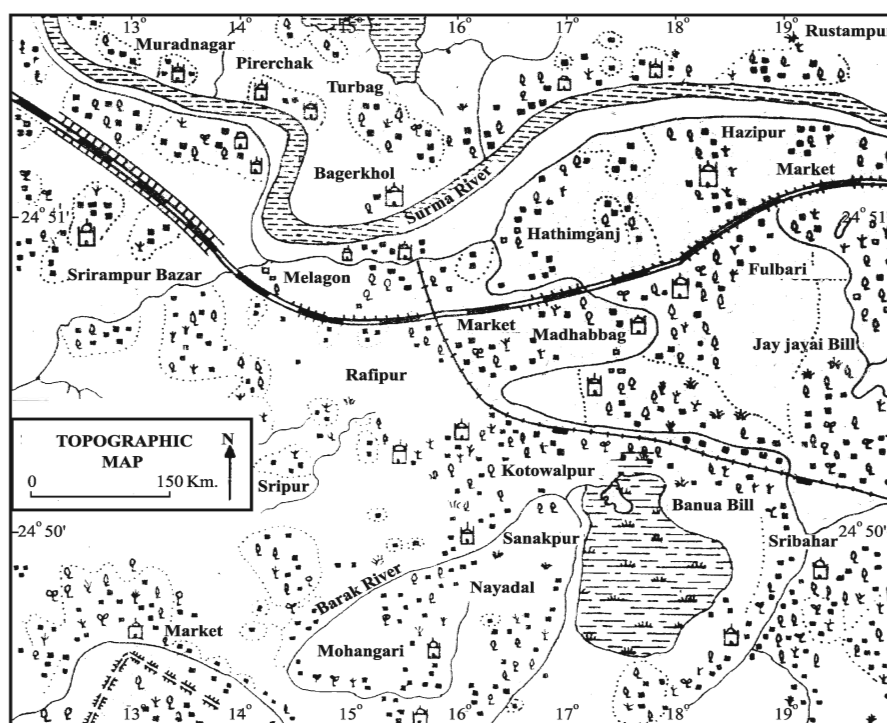 13 14 15 16 17 18 19
Muradnagar
Rustampur
Pirerchak
Turbag
Hazipur
Bagerkhol
Market
Surma River
24° 51'
24° 51'
Hathimganj
Srirampur Bazar
Melagon
Fulbari
Market
Madhabbag
Jay jayai Bill
Rafipur
TOPOGRAPHIC
MAP
N
0 150 Km.
Kotowalpur
Sripur
Banua Bill
24° 50'
24° 50'
Sanakpur
Sribahar
Barak River
Nayadal
Market
Mohangari
13 14 15 16 17 18 19